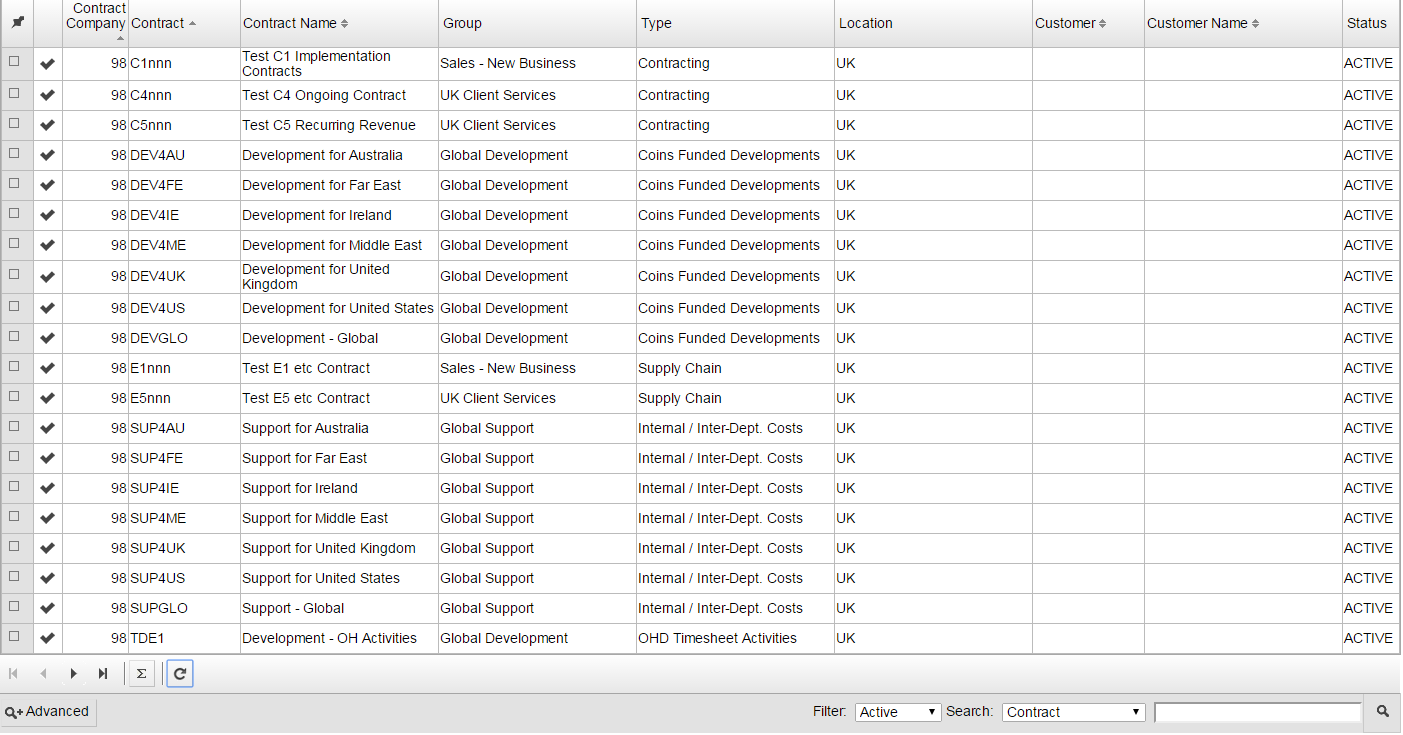 Contract Company Contract Contract Name Group Type Location Customer Customer Name Status
98 C1nnn Test C1 Implementation Contracts Sales - New Business Contracting UK ACTIVE
98 C4nnn Test C4 Ongoing Contract UK Client Services Contracting UK ACTIVE
98 C5nnn Test C5 Recurring Revenue UK Client Services Contracting UK ACTIVE
98 DEV4AU Development for Australia Global Development Coins Funded Developments UK ACTIVE
98 DEV4FE Development for Far East Global Development Coins Funded Developments UK ACTIVE
98 DEV4IE Development for Ireland Global Development Coins Funded Developments UK ACTIVE
98 DEV4ME Development for Middle East Global Development Coins Funded Developments UK ACTIVE
98 DEV4UK Development for United Kingdom Global Development Coins Funded Developments UK ACTIVE
98 DEV4US Development for United States Global Development Coins Funded Developments UK ACTIVE
98 DEVGLO Development - Global Global Development Coins Funded Developments UK ACTIVE
98 E1nnn Test E1 etc Contract Sales - New Business Supply Chain UK ACTIVE
98 E5nnn Test E5 etc Contract UK Client Services Supply Chain UK ACTIVE
98 SUP4AU Support for Australia Global Support Internal / Inter-Dept. Costs UK ACTIVE
98 SUP4FE Support for Far East Global Support Internal / Inter-Dept. Costs UK ACTIVE
98 SUP4IE Support for Ireland Global Support Internal / Inter-Dept. Costs UK ACTIVE
98 SUP4ME Support for Middle East Global Support Internal / Inter-Dept. Costs UK ACTIVE
98 SUP4UK Support for United Kingdom Global Support Internal / Inter-Dept. Costs UK ACTIVE
98 SUP4US Support for United States Global Support Internal / Inter-Dept. Costs UK ACTIVE
98 SUPGLO Support - Global Global Support Internal / Inter-Dept. Costs UK ACTIVE
98 TDE1 Development - OH Activities Global Development OHD Timesheet Activities UK ACTIVE
Σ
Advanced Filter: Active Search: Contract